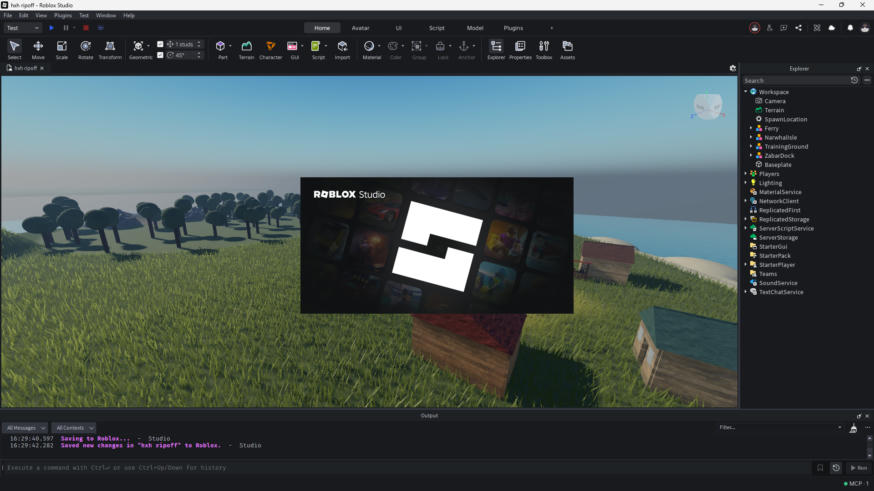 hxh ripoff - Roblox Studio
File Edit View Plugins Test Window Help
Test Home Avatar UI Script Model Plugins +
1 studs
45°
Select Move Scale Rotate Transform Geometric Part Terrain Character GUI Script Import Material Color Group Lock Anchor Explorer Properties Toolbox Assets
hxh ripoff
Explorer
Search
Workspace
Camera
Terrain
SpawnLocation
Ferry
NarwhalIsle
TrainingGround
ZabarDock
Baseplate
Players
Lighting
MaterialService
NetworkClient
ReplicatedFirst
ReplicatedStorage
ServerScriptService
ServerStorage
StarterGui
StarterPack
StarterPlayer
Teams
SoundService
TextChatService
ROBLOX Studio
Output
All Messages All Contexts Filter...
16:29:40.597 Saving to Roblox... - Studio
16:29:42.282 Saved new changes in "hxh ripoff" to Roblox. - Studio
Execute a command with Ctrl↵ or use Ctrl+Up/Down for history
Run
MCP · 1